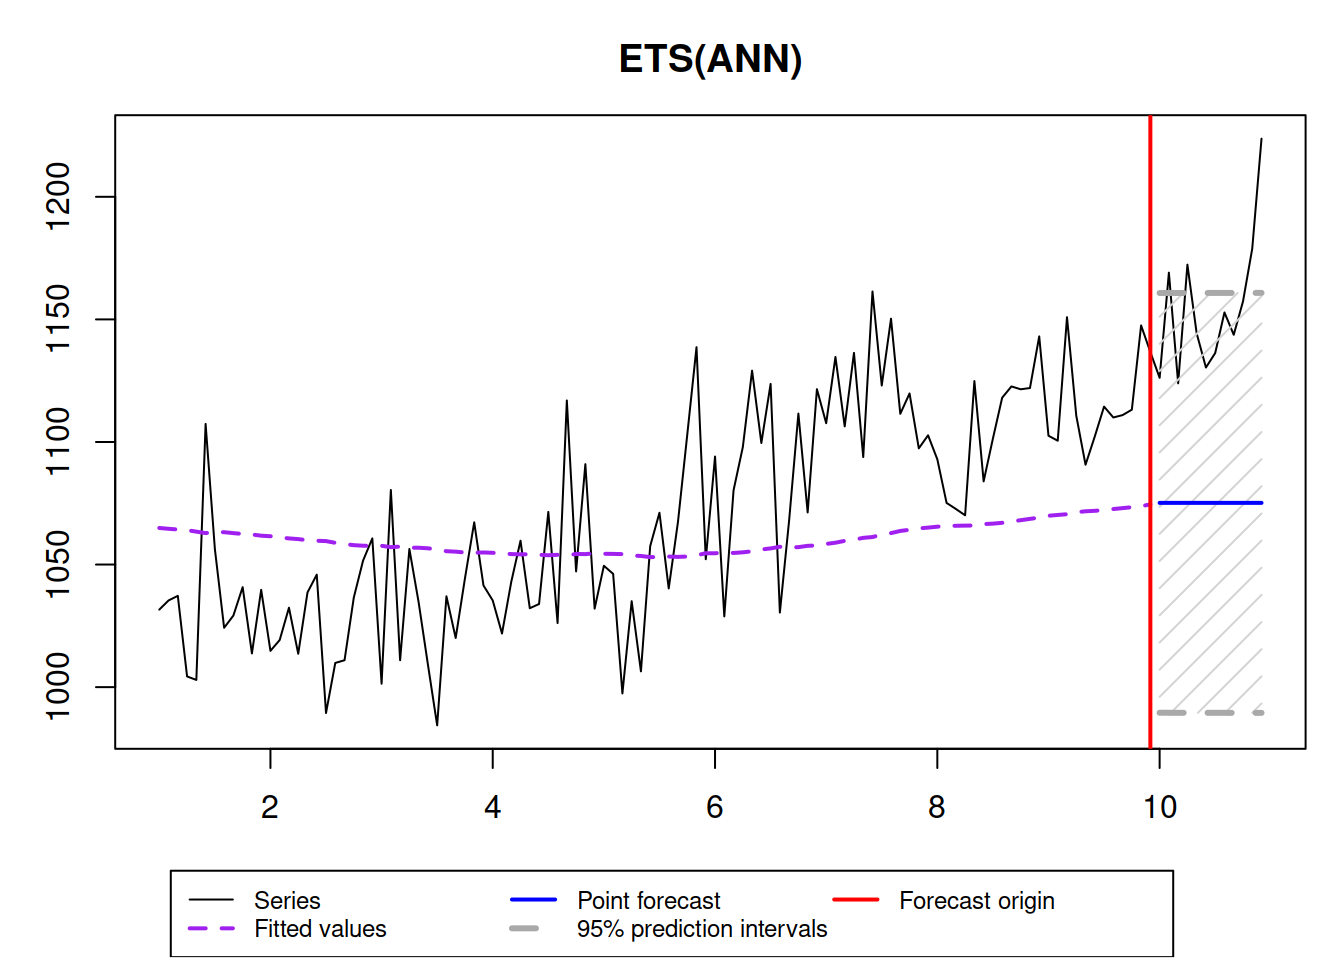 ETS(ANN)
1200
1150
1100
1050
1000
2 4 6 8 10
Series Point forecast Forecast origin
Fitted values 95% prediction intervals